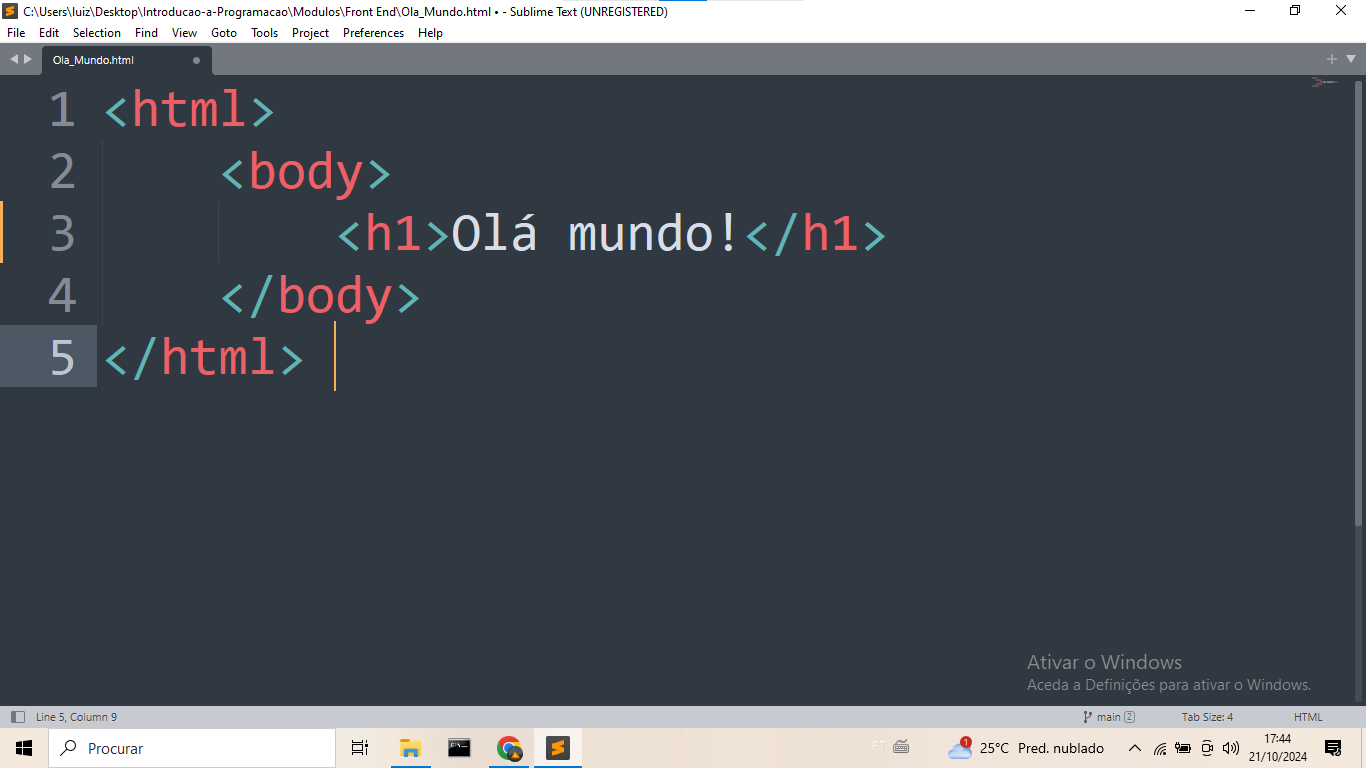 C:\Users\luiz\Desktop\Introducao-a-Programacao\Modulos\Front End\Ola_Mundo.html • - Sublime Text (UNREGISTERED)
File Edit Selection Find View Goto Tools Project Preferences Help
Ola_Mundo.html
1 <html>
2 <body>
3 <h1>Olá mundo!</h1>
4 </body>
5 </html>
Ativar o Windows
Aceda a Definições para ativar o Windows.
Line 5, Column 9 main 2 Tab Size: 4 HTML
Procurar PT 1 25°C Pred. nublado 17:44
21/10/2024